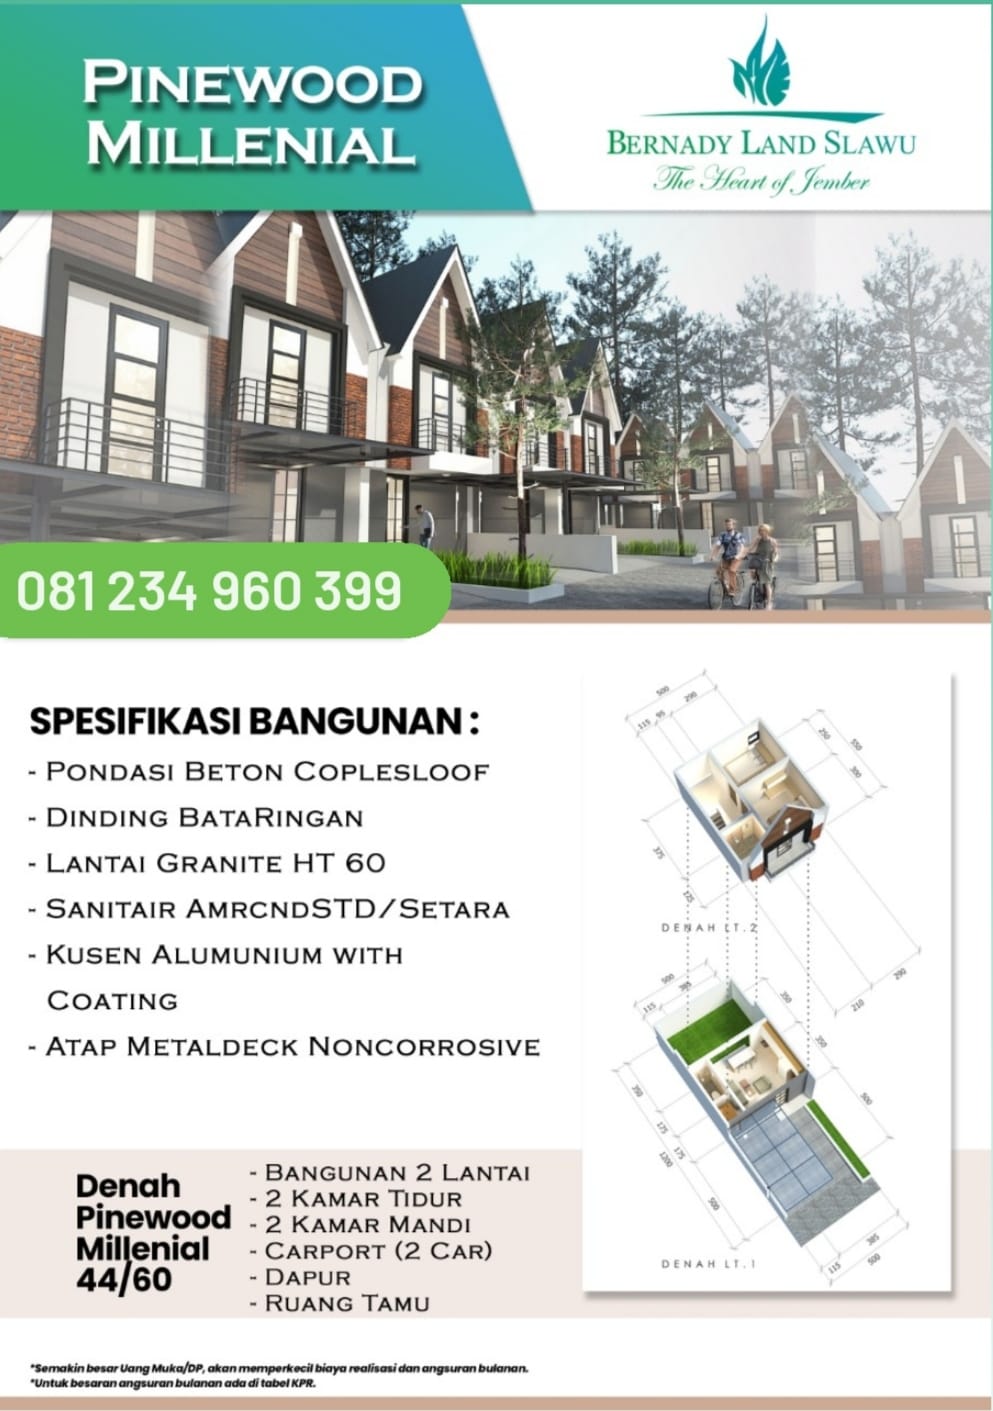 PINEWOOD
MILLENIAL
BERNADY LAND SLAWU
The Heart of Jember
081 234 960 399
SPESIFIKASI BANGUNAN :
- PONDASI BETON COPLESLOOF
- DINDING BATARINGAN
- LANTAI GRANITE HT 60
- SANITAIR AMRCNDSTD/SETARA
- KUSEN ALUMUNIUM WITH
COATING
- ATAP METALDECK NONCORROSIVE
500
115 95 290
250 550
300
375
125
DENAH LT.2
290
210
500
115 385
350
350
500
350
175
175
1200
500
385
115 500
DENAH LT.1
Denah
Pinewood
Millenial
44/60
- BANGUNAN 2 LANTAI
- 2 KAMAR TIDUR
- 2 KAMAR MANDI
- CARPORT (2 CAR)
- DAPUR
- RUANG TAMU
*Semakin besar Uang Muka/DP, akan memperkecil biaya realisasi dan angsuran bulanan.
*Untuk besaran angsuran bulanan ada di tabel KPR.